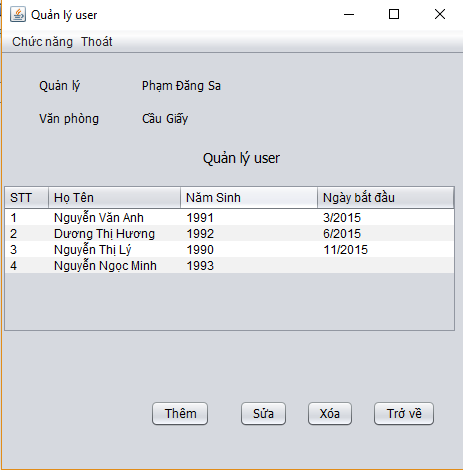 Quản lý user
Chức năng Thoát
Quản lý Phạm Đăng Sa
Văn phòng Cầu Giấy
Quản lý user
STT Họ Tên Năm Sinh Ngày bắt đầu
1 Nguyễn Văn Anh 1991 3/2015
2 Dương Thị Hương 1992 6/2015
3 Nguyễn Thị Lý 1990 11/2015
4 Nguyễn Ngọc Minh 1993
Thêm Sửa Xóa Trở về